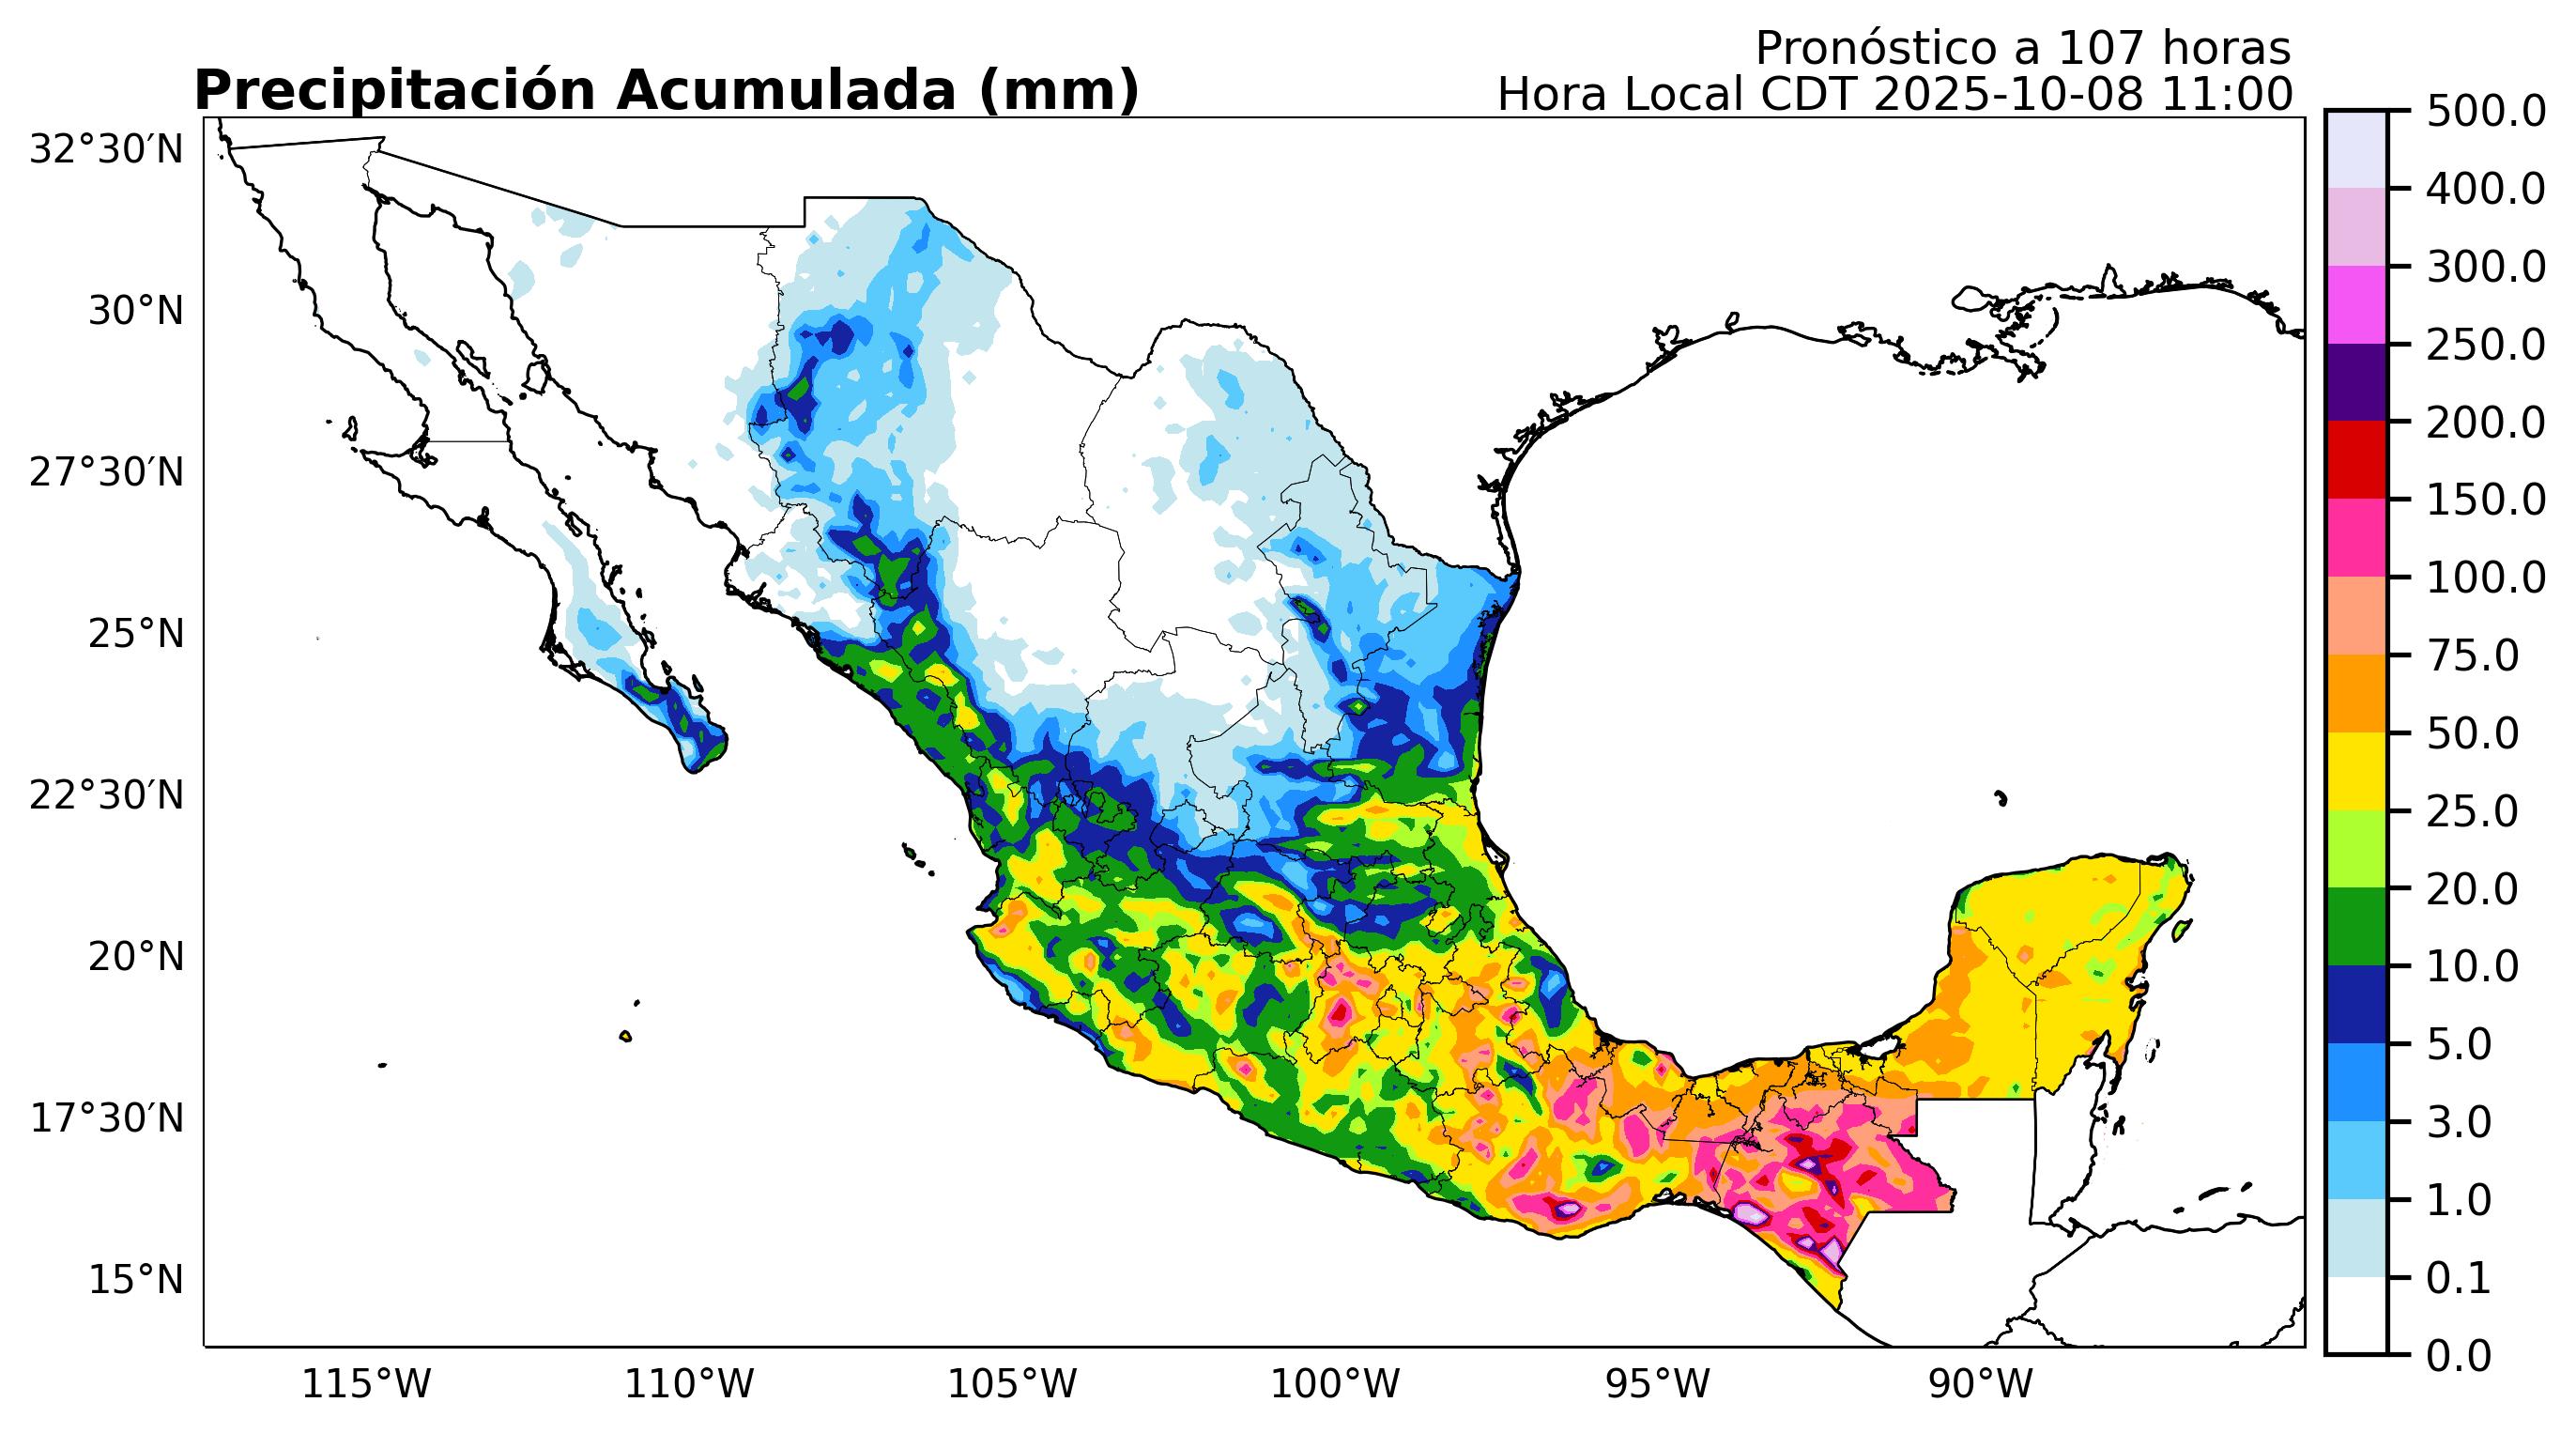 Pronóstico a 107 horas
Precipitación Acumulada (mm)
Hora Local CDT 2025-10-08 11:00
32°30′N
30°N
27°30′N
25°N
22°30′N
20°N
17°30′N
15°N
115°W
110°W
105°W
100°W
95°W
90°W
500.0
400.0
300.0
250.0
200.0
150.0
100.0
75.0
50.0
25.0
20.0
10.0
5.0
3.0
1.0
0.1
0.0